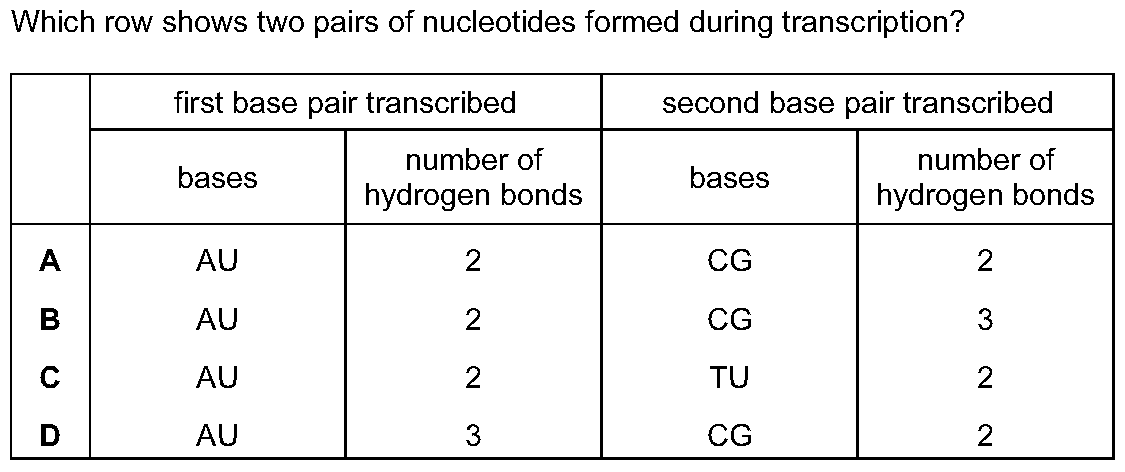 Which row shows two pairs of nucleotides formed during transcription?
first base pair transcribed second base pair transcribed
bases number of hydrogen bonds bases number of hydrogen bonds
A AU 2 CG 2
B AU 2 CG 3
C AU 2 TU 2
D AU 3 CG 2